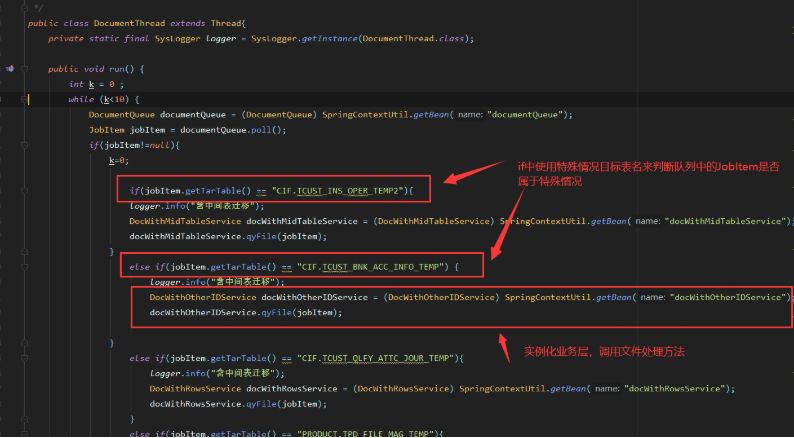 */
public class DocumentThread extends Thread{
private static final SysLogger logger = SysLogger.getInstance(DocumentThread.class);
public void run() {
int k = 0 ;
while (k<10) {
DocumentQueue documentQueue = (DocumentQueue) SpringContextUtil.getBean( name: "documentQueue");
JobItem jobItem = documentQueue.poll();
if(jobItem!=null){
k=0;
if中使用特殊情况目标表名来判断队列中的JobItem是否
属于特殊情况
if(jobItem.getTarTable() == "CIF.TCUST_INS_OPER_TEMP2"){
logger.info("含中间表迁移");
DocWithMidTableService docWithMidTableService = (DocWithMidTableService) SpringContextUtil.getBean( name: "docWithMidTableService");
docWithMidTableService.qyFile(jobItem);
}
else if(jobItem.getTarTable() == "CIF.TCUST_BNK_ACC_INFO_TEMP") {
logger.info("含中间表迁移");
DocWithOtherIDService docWithOtherIDService = (DocWithOtherIDService) SpringContextUtil.getBean( name: "docWithOtherIDService");
docWithOtherIDService.qyFile(jobItem);
}
实例化业务层，调用文件处理方法
else if(jobItem.getTarTable() == "CIF.TCUST_QLFY_ATTC_JOUR_TEMP"){
logger.info("含中间表迁移");
DocWithRowsService docWithRowsService = (DocWithRowsService) SpringContextUtil.getBean( name: "docWithRowsService");
docWithRowsService.qyFile(jobItem);
}
else if(jobItem.getTarTable() == "PRODUCT.TPD_FILE_MAG_TEMP"){